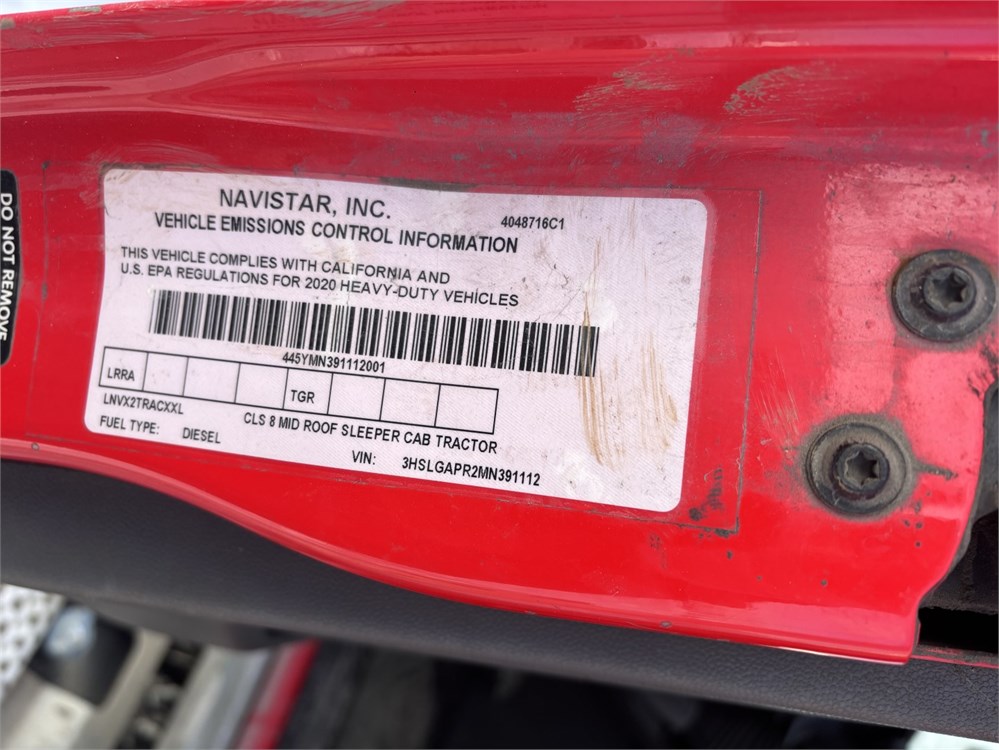 DO NOT REMOVE
NAVISTAR, INC.
4048716C1
VEHICLE EMISSIONS CONTROL INFORMATION
THIS VEHICLE COMPLIES WITH CALIFORNIA AND
U.S. EPA REGULATIONS FOR 2020 HEAVY-DUTY VEHICLES
445YMN391112001
LRRA TGR
LNVX2TRACXXL
CLS 8 MID ROOF SLEEPER CAB TRACTOR
FUEL TYPE: DIESEL
VIN: 3HSLGAPR2MN391112